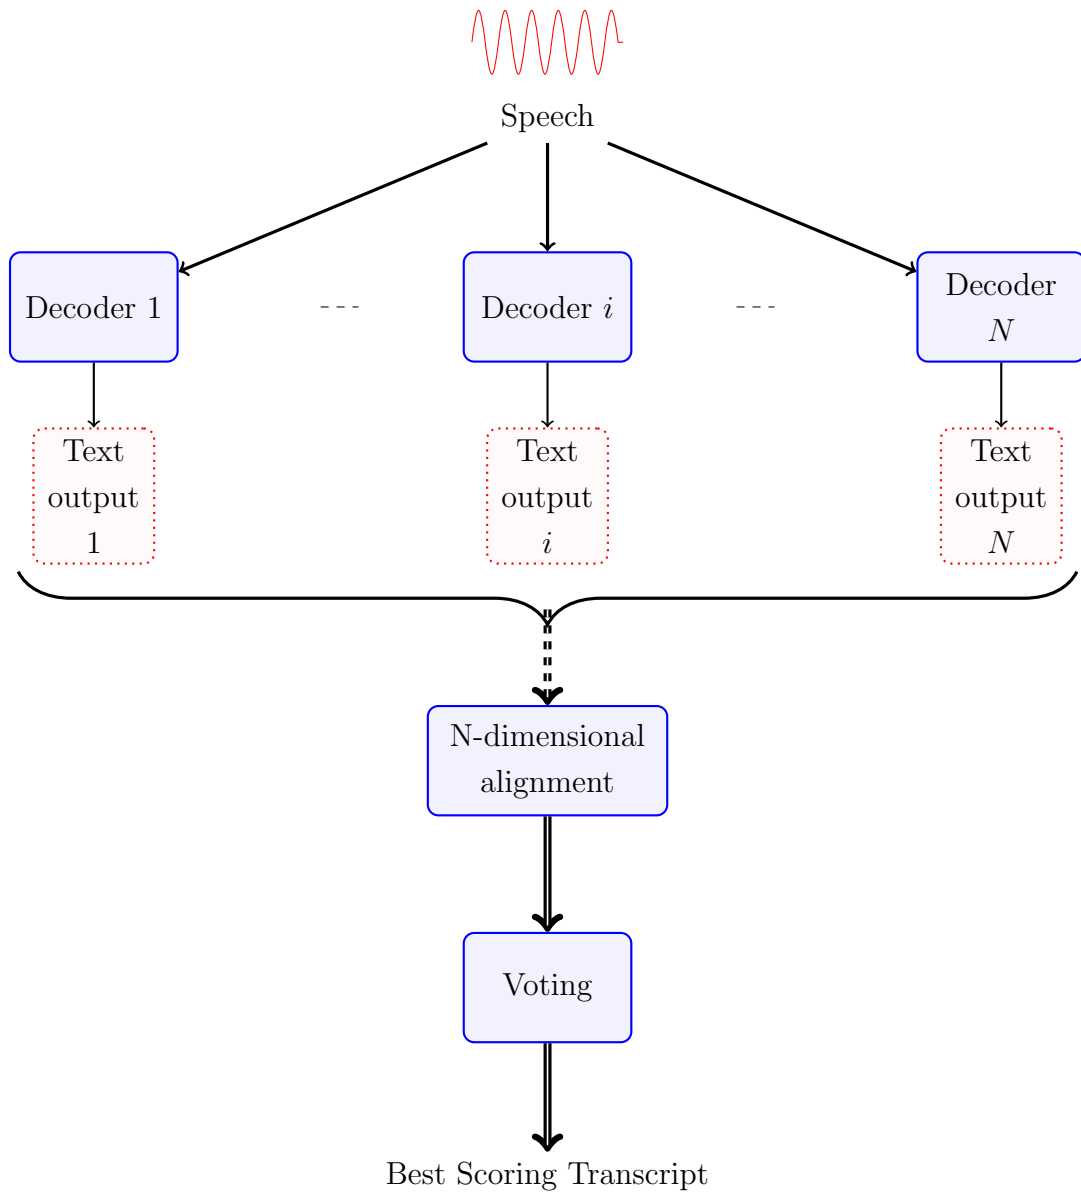 Speech
Decoder 1
Decoder i
Decoder
N
Text
output
1
Text
output
i
Text
output
N
N-dimensional
alignment
Voting
Best Scoring Transcript